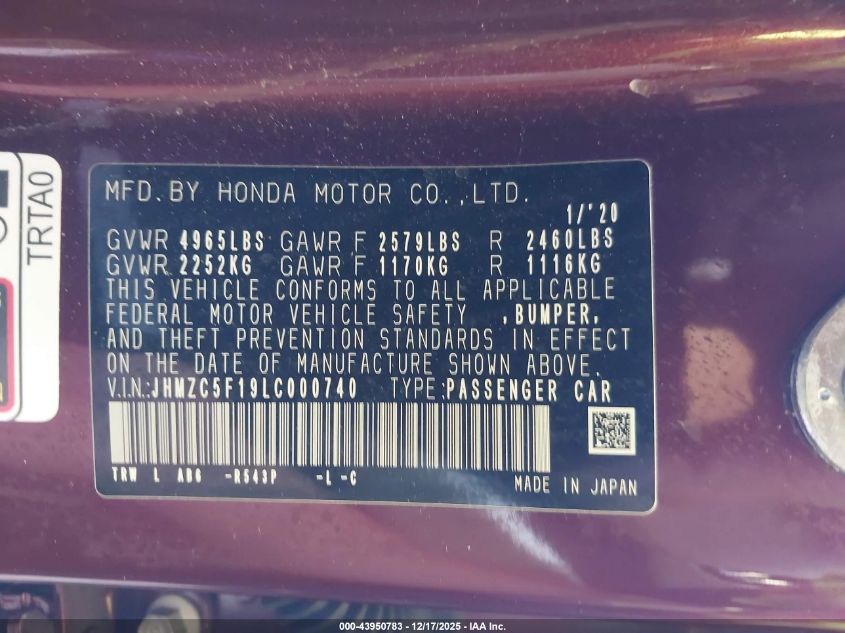 TRTA0
MFD.BY HONDA MOTOR CO.,LTD.
1/'20
GVWR 4965LBS GAWR F 2579LBS R 2460LBS
GVWR 2252KG GAWR F 1170KG R 1116KG
THIS VEHICLE CONFORMS TO ALL APPLICABLE
FEDERAL MOTOR VEHICLE SAFETY ,BUMPER,
AND THEFT PREVENTION STANDARDS IN EFFECT
ON THE DATE OF MANUFACTURE SHOWN ABOVE.
V.I.N.:JHMZC5F19LC000740 TYPE:PASSENGER CAR
TRW L AB6 -R543P -L -C
MADE IN JAPAN
000-43950783 - 12/17/2025 - IAA Inc.